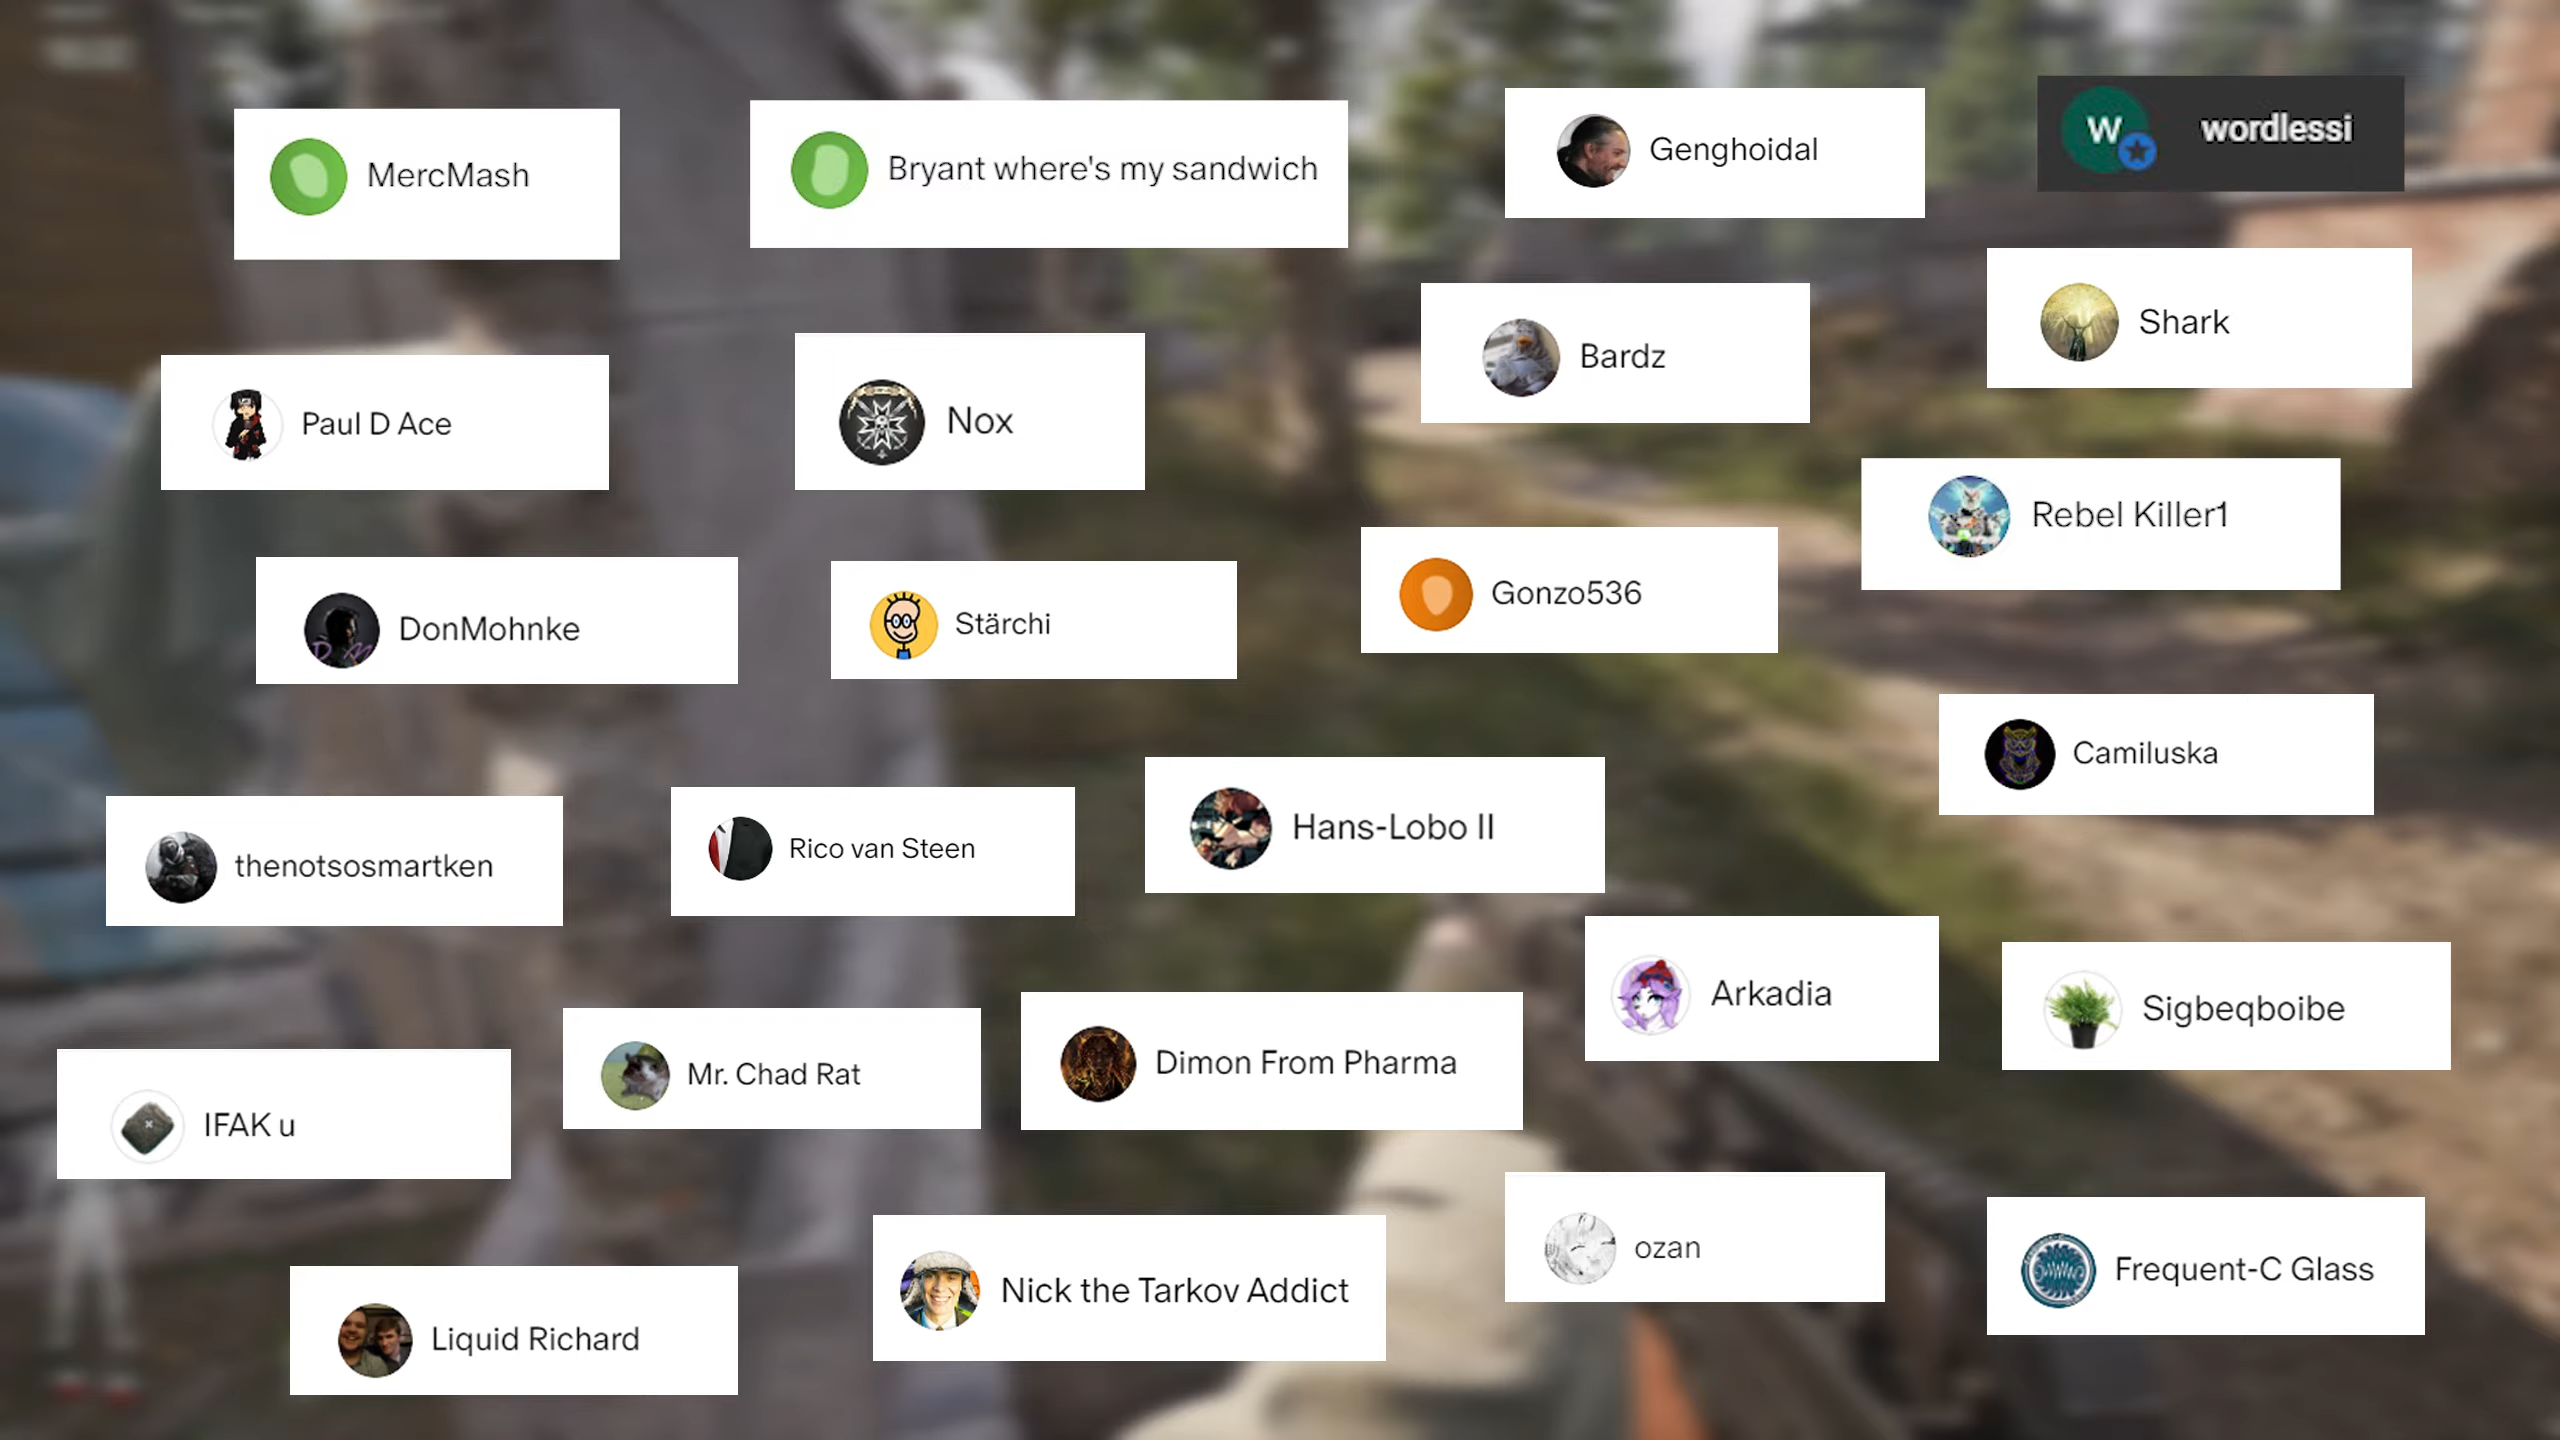 MercMash
Bryant where's my sandwich
Genghoidal
W wordlessi
Shark
Bardz
Paul D Ace
Nox
Rebel Killer1
DonMohnke
Stärchi
Gonzo536
Camiluska
thenotsosmartken
Rico van Steen
Hans-Lobo II
Arkadia
Sigbeqboibe
IFAK u
Mr. Chad Rat
Dimon From Pharma
ozan
Frequent-C Glass
Liquid Richard
Nick the Tarkov Addict